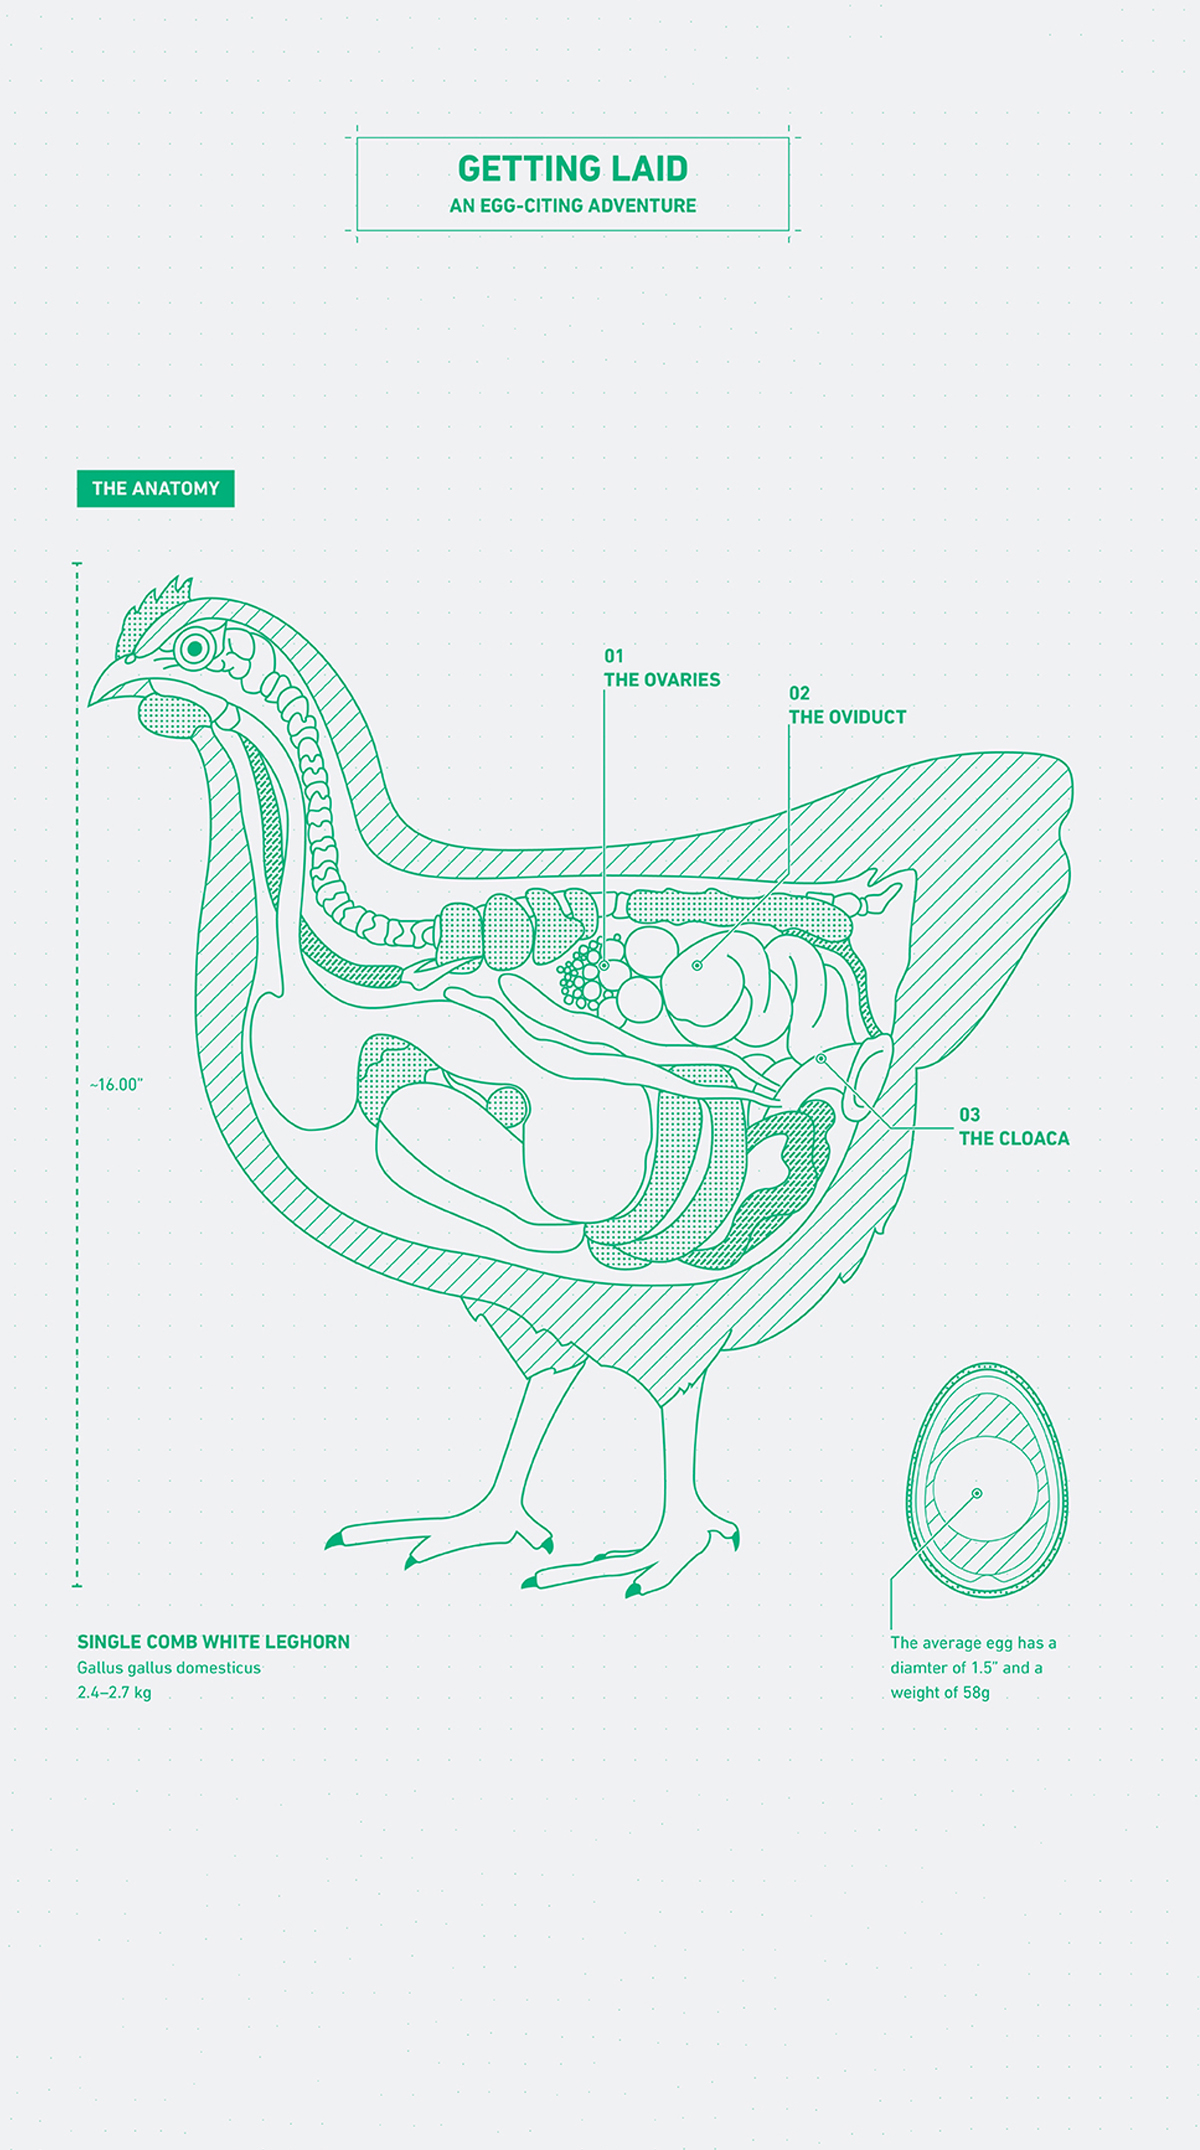 GETTING LAID
AN EGG-CITING ADVENTURE
THE ANATOMY
01
THE OVARIES
02
THE OVIDUCT
~16.00"
03
THE CLOACA
SINGLE COMB WHITE LEGHORN
Gallus gallus domesticus
2.4–2.7 kg
The average egg has a
diamter of 1.5" and a
weight of 58g